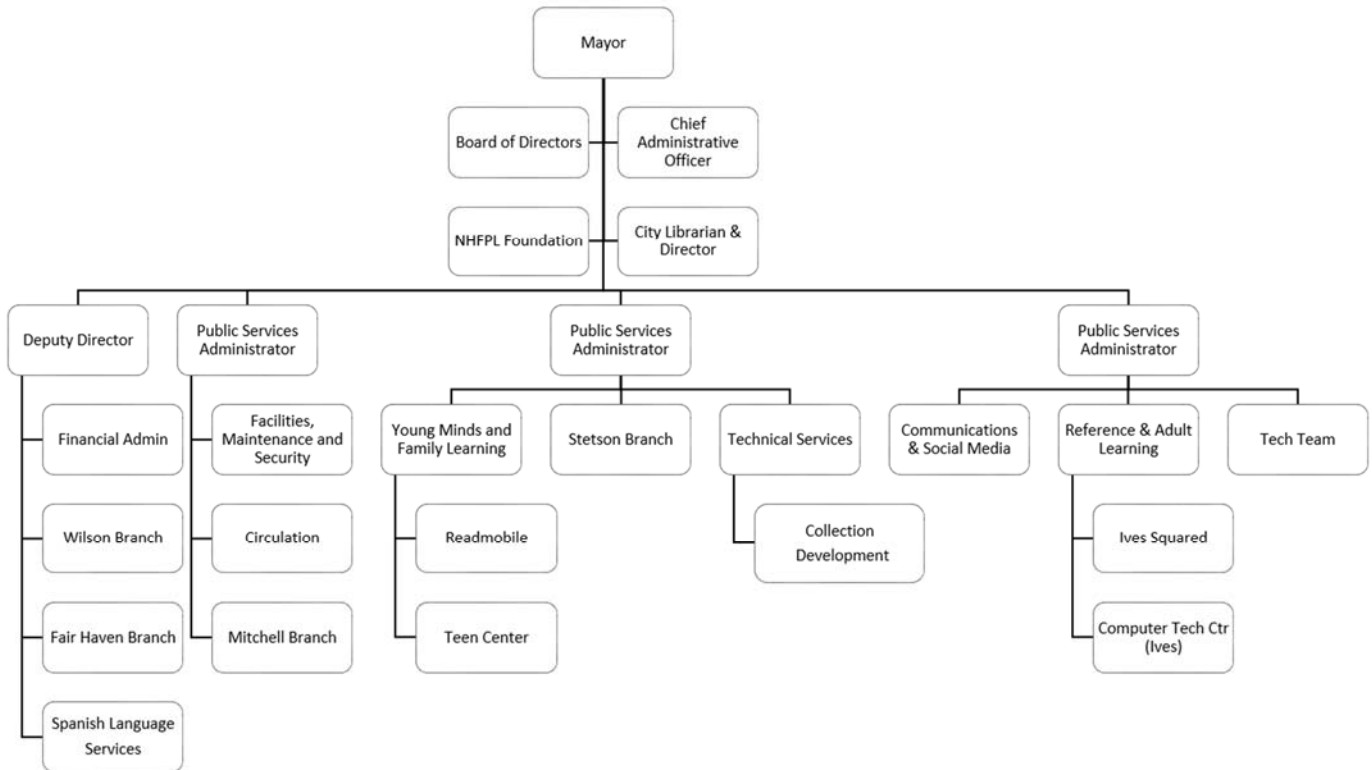 Mayor
Board of Directors
Chief
Administrative
Officer
NHFPL Foundation
City Librarian &
Director
Deputy Director
Public Services
Administrator
Public Services
Administrator
Public Services
Administrator
Financial Admin
Wilson Branch
Fair Haven Branch
Spanish Language
Services
Facilities,
Maintenance and
Security
Circulation
Mitchell Branch
Young Minds and
Family Learning
Readmobile
Teen Center
Stetson Branch
Technical Services
Collection
Development
Communications
& Social Media
Reference & Adult
Learning
Ives Squared
Computer Tech Ctr
(Ives)
Tech Team